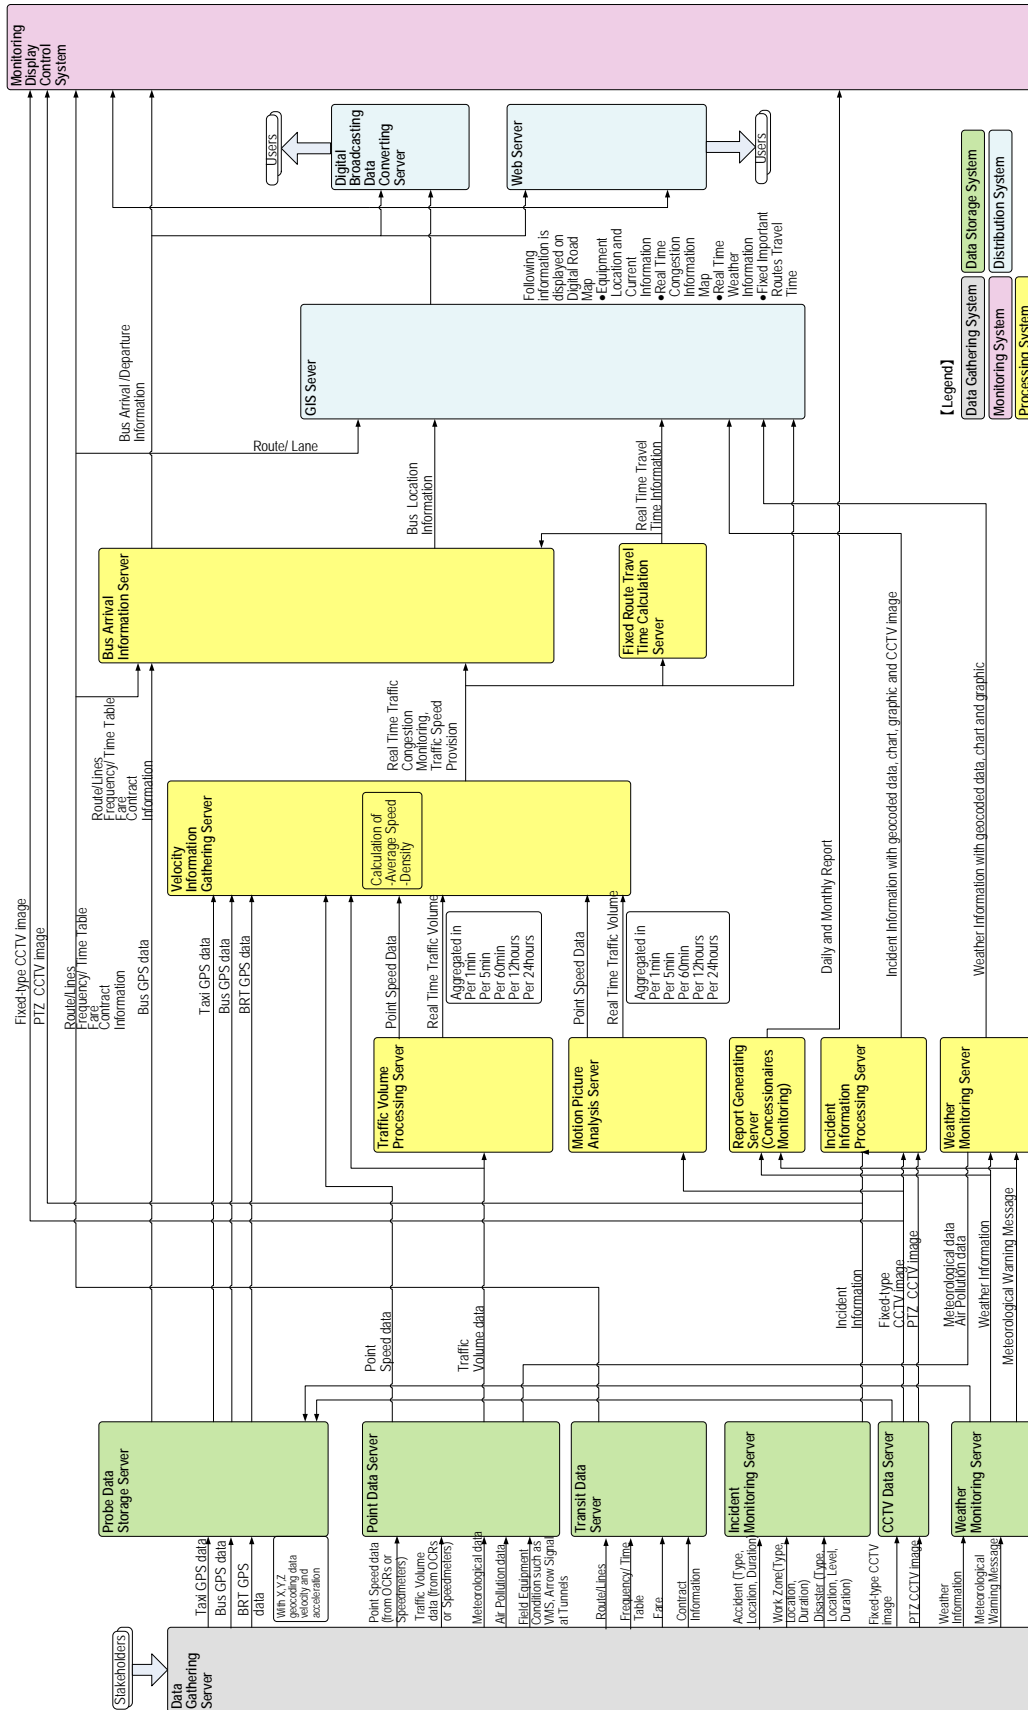 Stakeholders
Data
Gathering
Server
Taxi GPS data
Bus GPS data
BRT GPS
data
With X,Y,Z
geocoding data
velocity and
acceleration
Point Speed data
(from OCRs or
Speedmeters)
Traffic Volume
data (from OCRs
or Speedmeters)
Meteorological data
Air Pollution data
Field Equipment
Condition such as
VMS, Arrow Signal
at Tunnels
Route/Lines
Frequency/ Time
Table
Fare
Contract
Information
Accident (Type,
Location, Duration)
Work Zone(Type,
Location,
Duration)
Disaster (Type,
Location, Level,
Duration)
Fixed-type CCTV
image
PTZ CCTV image
Weather
Information
Meteorological
Warning Message
Probe Data
Storage Server
Point Data Server
Transit Data
Server
Incident
Monitoring Server
CCTV Data Server
Weather
Monitoring Server
Point
Speed data
Traffic
Volume data
Incident
Information
Fixed-type
CCTV image
PTZ CCTV image
Meteorological data
Air Pollution data
Weather Information
Meteorological Warning Message
Traffic Volume
Processing Server
Motion Picture
Analysis Server
Report Generating
Server
(Concessionaires
Monitoring)
Incident
Information
Processing Server
Weather
Monitoring Server
Fixed-type CCTV image
PTZ CCTV image
Route/Lines
Frequency/ Time Table
Fare
Contract
Information
Bus GPS data
Taxi GPS data
Bus GPS data
BRT GPS data
Point Speed Data
Real Time Traffic Volume
Aggregated in
Per 1min
Per 5min
Per 60min
Per 12hours
Per 24hours
Point Speed Data
Real Time Traffic Volume
Aggregated in
Per 1min
Per 5min
Per 60min
Per 12hours
Per 24hours
Daily and Monthly Report
Incident Information with geocoded data, chart, graphic and CCTV image
Weather Information with geocoded data, chart and graphic
Velocity
Information
Gathering Server
Calculation of
-Average Speed
-Density
Route/Lines
Frequency/ Time Table
Fare
Contract
Information
Real Time Traffic
Congestion
Monitoring,
Traffic Speed
Provision
Bus Arrival
Information Server
Fixed Route Travel
Time Calculation
Server
Bus Arrival /Departure
Information
Route/ Lane
Bus Location
Information
Real Time Travel
Time Information
GIS Sever
Following
information is
displayed on
Digital Road
Map
●Equipment
Location and
Current
Information
●Real Time
Congestion
Information
Map
●Real Time
Weather
Information
●Fixed Important
Routes Travel
Time
Digital
Broadcasting
Data
Converting
Server
Users
Web Server
Users
Monitoring
Display
Control
System
【Legend】
Data Gathering System
Data Storage System
Monitoring System
Distribution System
Processing System